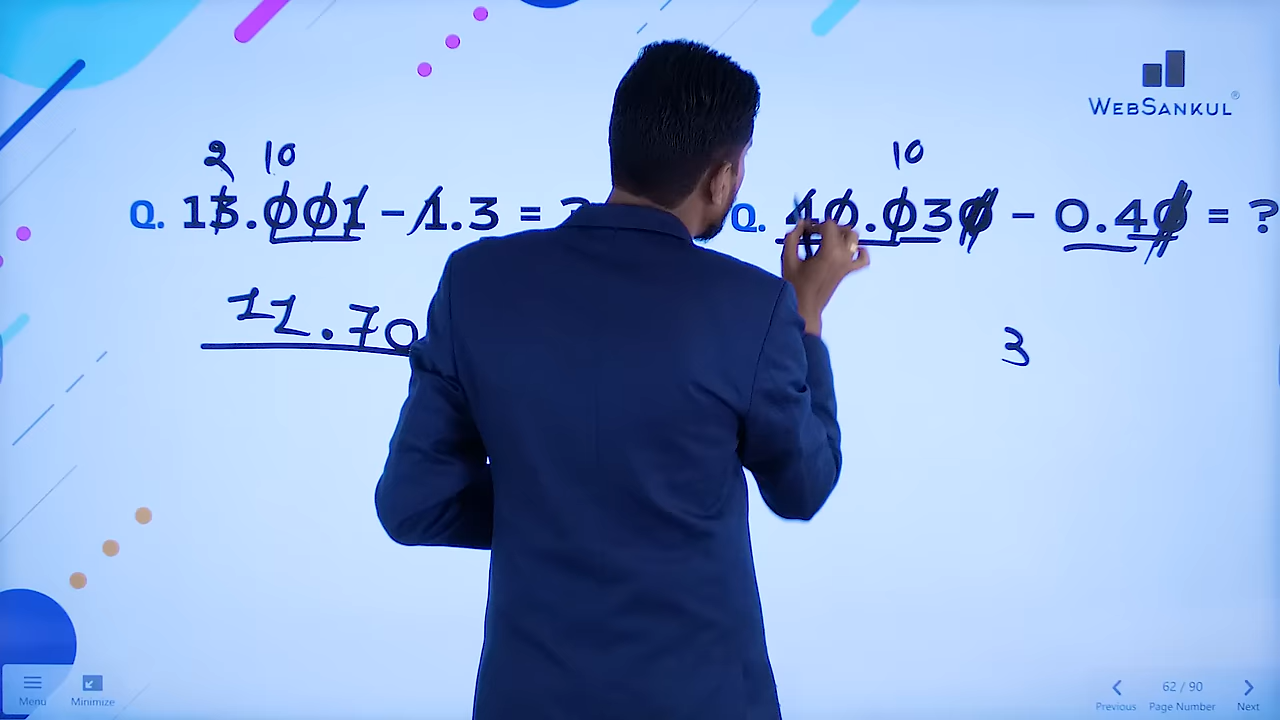 WEBSANKUL®
2 10
10
Q. 13.001 - 1.3 = ?
Q. 40.030 - 0.40 = ?
11.70
3
Menu
Minimize
62 / 90
Previous Page Number Next